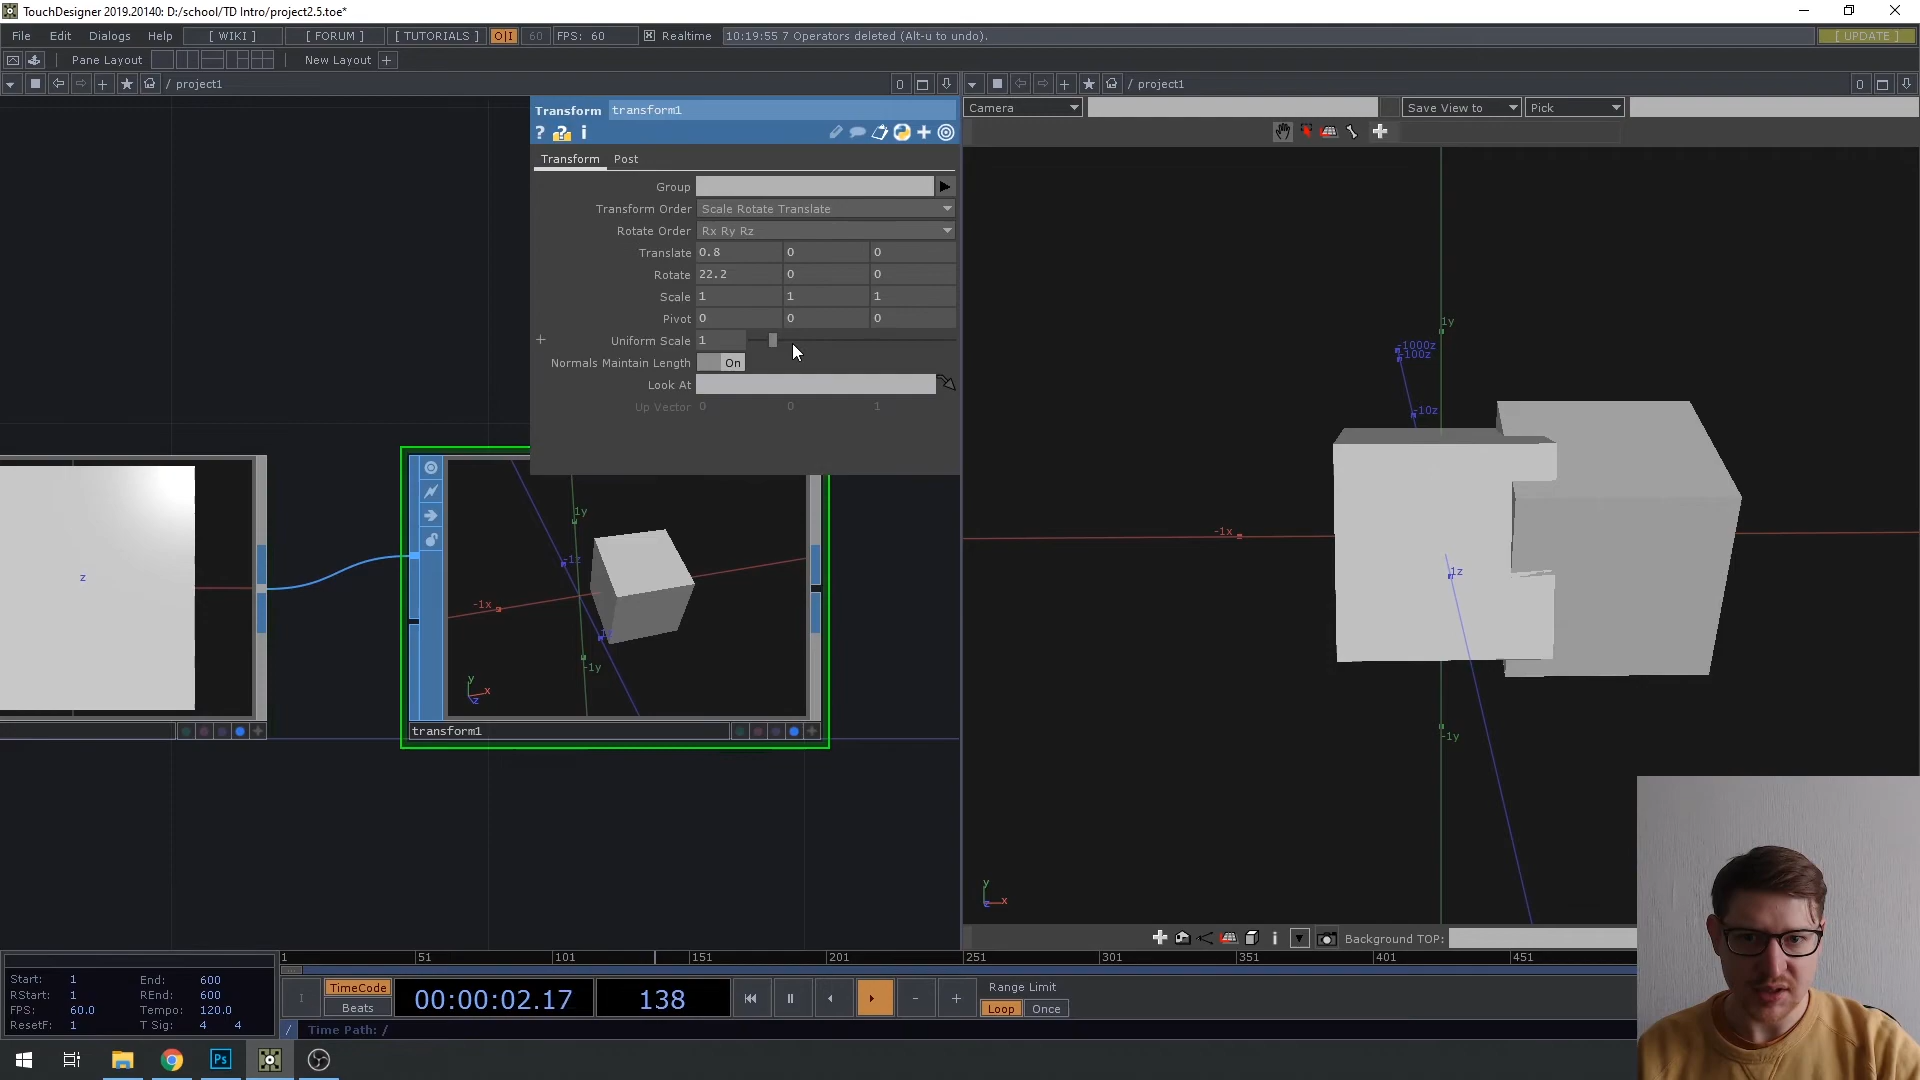 TouchDesigner 2019.20140: D:/school/TD Intro/project2.5.toe*
File Edit Dialogs Help [ WIKI ] [ FORUM ] [ TUTORIALS ] O|I 60 FPS: 60 Realtime 10:19:55 7 Operators deleted (Alt-u to undo). [ UPDATE ]
Pane Layout New Layout +
/ project1 0
/ project1 0
Transform transform1
Camera Save View to Pick
? ? i
Transform Post
Group
Transform Order Scale Rotate Translate
Rotate Order Rx Ry Rz
Translate 0.8 0 0
Rotate 22.2 0 0
Scale 1 1 1
Pivot 0 0 0
Uniform Scale 1
Normals Maintain Length On
Look At
Up Vector 0 0 1
1y
-1000z
-100z
-10z
-1x
1z
-1y
y
x
z
1y
-1z
-1x
-1y
y
x
z
z
transform1
i Background TOP:
1 51 101 151 201 251 301 351 401 451
Start: 1 End: 600
RStart: 1 REnd: 600
FPS: 60.0 Tempo: 120.0
ResetF: 1 T Sig: 4 4
TimeCode
Beats
00:00:02.17 138
Range Limit
Loop Once
/ Time Path: /
Ps